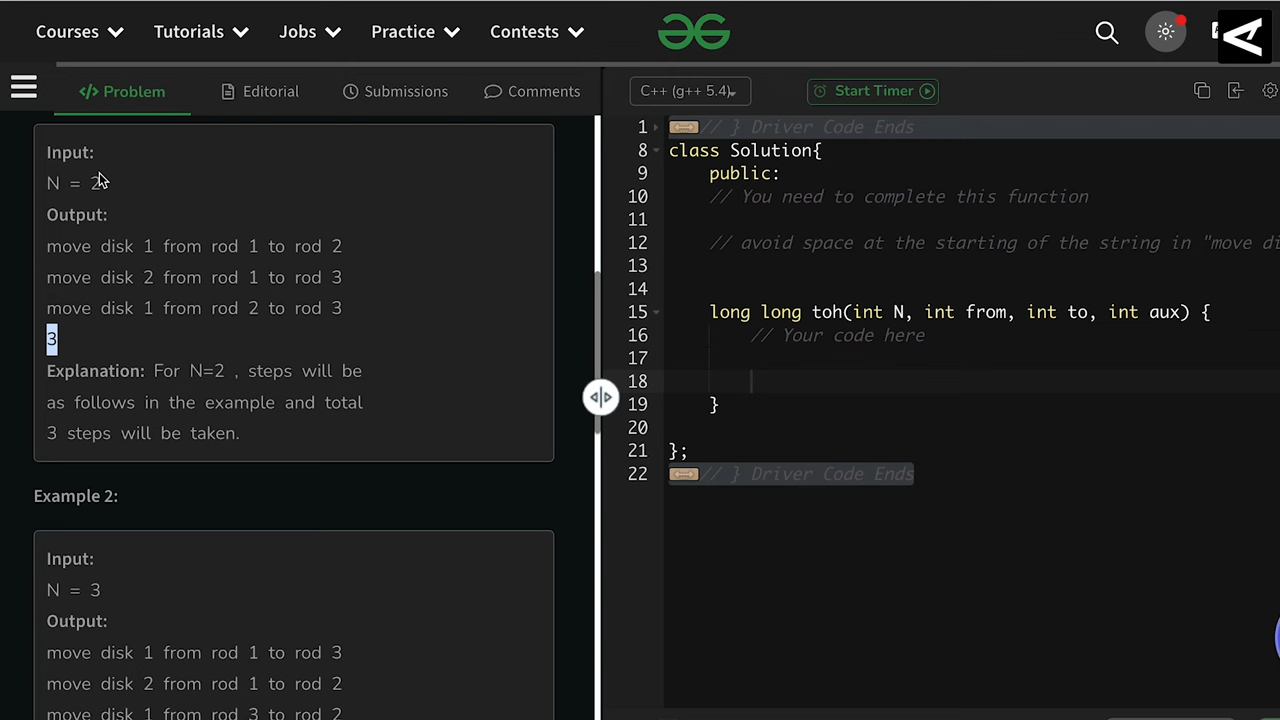 Courses Tutorials Jobs Practice Contests
Problem Editorial Submissions Comments
C++ (g++ 5.4) Start Timer
Input:
N = 2
Output:
move disk 1 from rod 1 to rod 2
move disk 2 from rod 1 to rod 3
move disk 1 from rod 2 to rod 3
3
Explanation: For N=2 , steps will be
as follows in the example and total
3 steps will be taken.
Example 2:
Input:
N = 3
Output:
move disk 1 from rod 1 to rod 3
move disk 2 from rod 1 to rod 2
move disk 1 from rod 3 to rod 2
1 // } Driver Code Ends
8 class Solution{
9 public:
10 // You need to complete this function
11
12 // avoid space at the starting of the string in "move di
13
14
15 long long toh(int N, int from, int to, int aux) {
16 // Your code here
17
18
19 }
20
21 };
22 // } Driver Code Ends